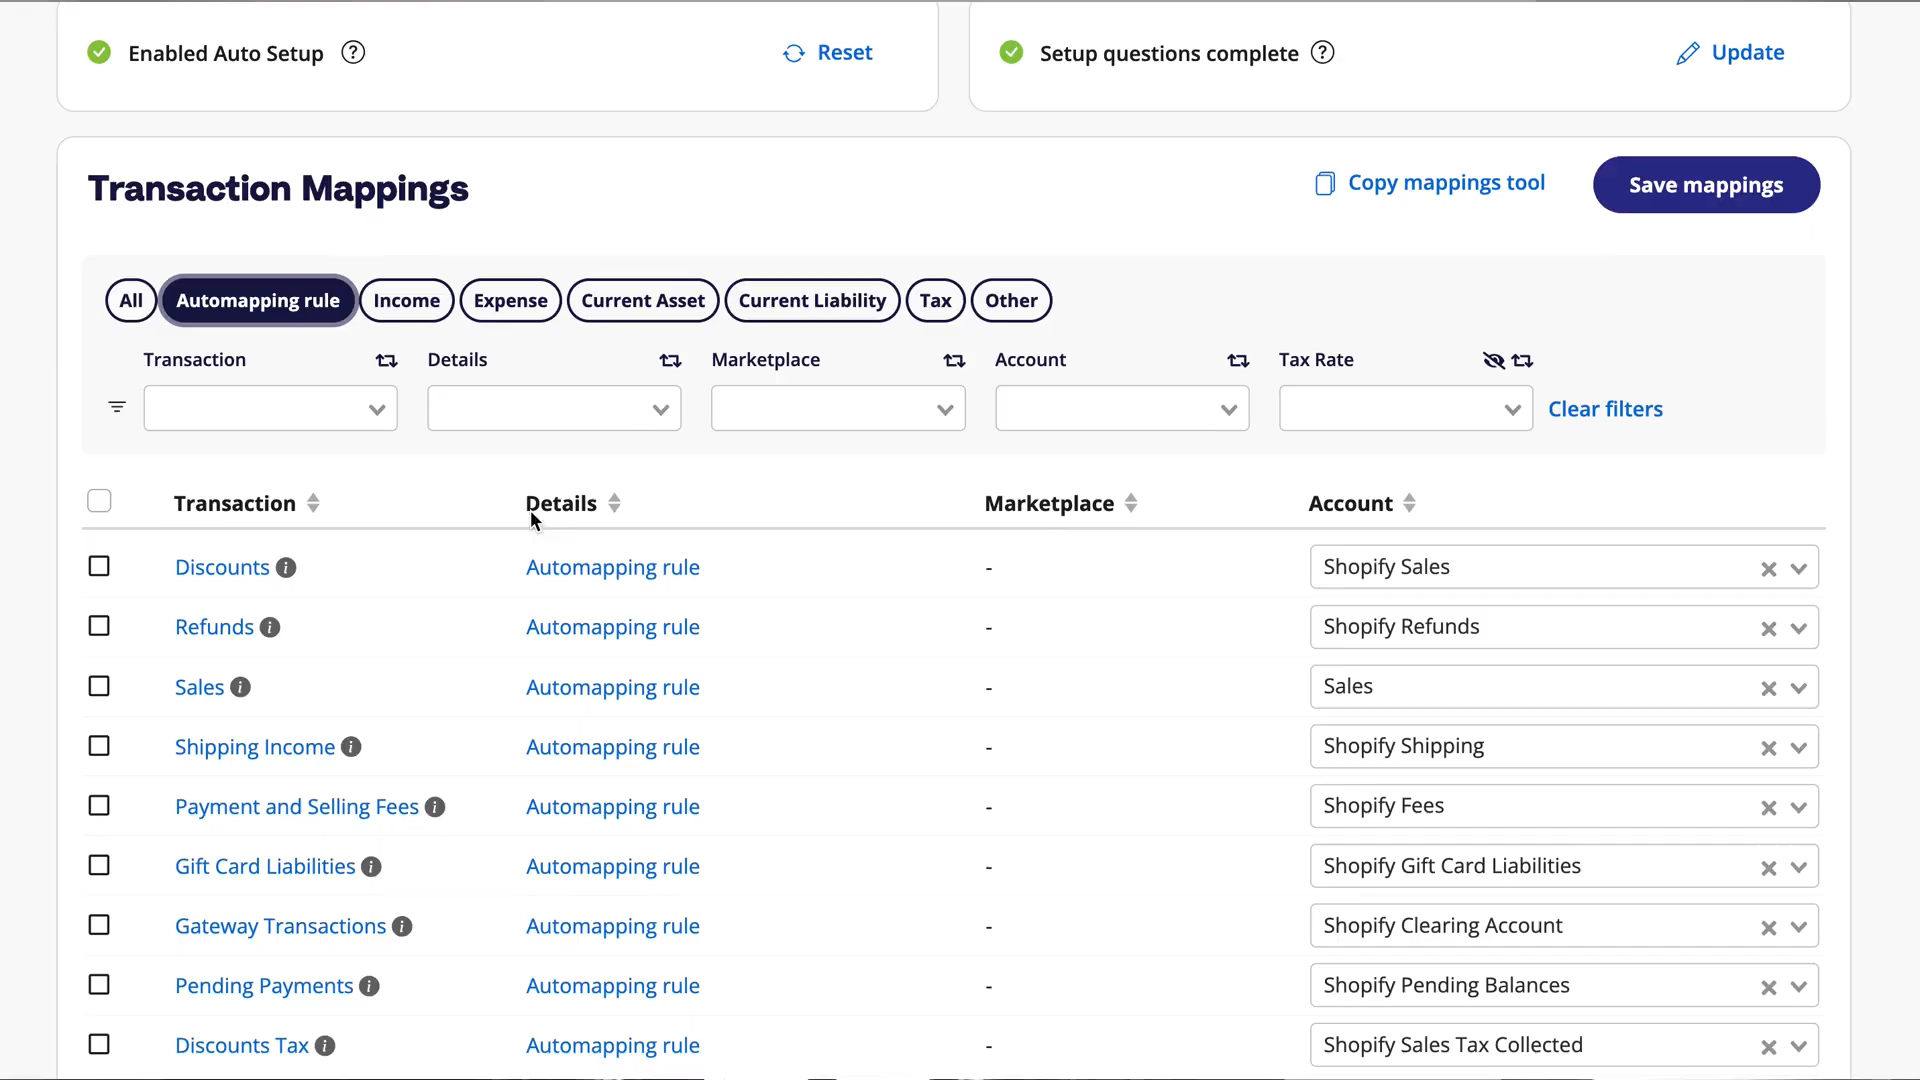 Enabled Auto Setup ? Reset
Setup questions complete ? Update
Transaction Mappings
Copy mappings tool
Save mappings
All Automapping rule Income Expense Current Asset Current Liability Tax Other
Transaction Details Marketplace Account Tax Rate
Clear filters
Transaction Details Marketplace Account
Discounts i Automapping rule - Shopify Sales
Refunds i Automapping rule - Shopify Refunds
Sales i Automapping rule - Sales
Shipping Income i Automapping rule - Shopify Shipping
Payment and Selling Fees i Automapping rule - Shopify Fees
Gift Card Liabilities i Automapping rule - Shopify Gift Card Liabilities
Gateway Transactions i Automapping rule - Shopify Clearing Account
Pending Payments i Automapping rule - Shopify Pending Balances
Discounts Tax i Automapping rule - Shopify Sales Tax Collected